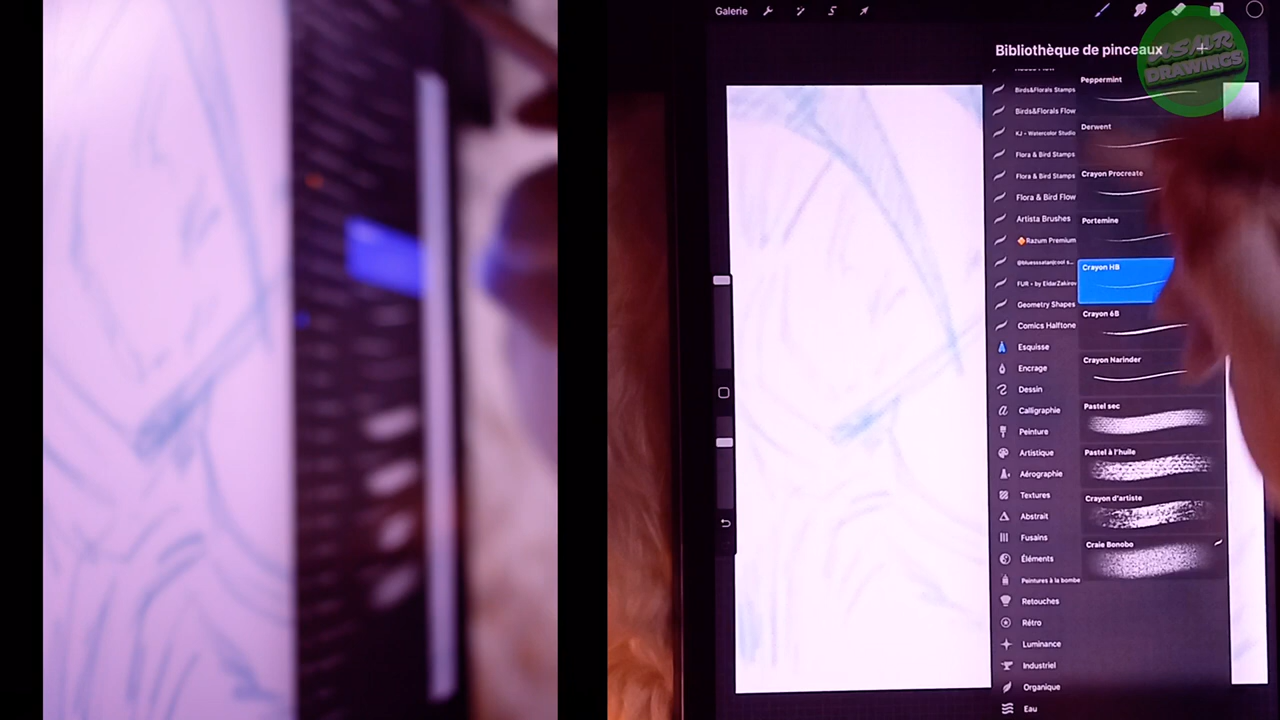 Galerie
Bibliothèque de pinceaux
Birds&Florals Stamps
Birds&Florals Flow
KJ - Watercolor Studio
Flora & Bird Stamps
Flora & Bird Stamps
Flora & Bird Flow
Artista Brushes
Razum Premium
FUR - by EldarZakirov
Geometry Shapes
Comics Halftone
Esquisse
Encrage
Dessin
Calligraphie
Peinture
Artistique
Aérographie
Textures
Abstrait
Fusains
Éléments
Peintures à la bombe
Retouches
Rétro
Luminance
Industriel
Organique
Eau
Peppermint
Derwent
Crayon Procreate
Portemine
Crayon HB
Crayon 6B
Crayon Narinder
Pastel sec
Pastel à l'huile
Crayon d'artiste
Craie Bonobo
DRAWINGS